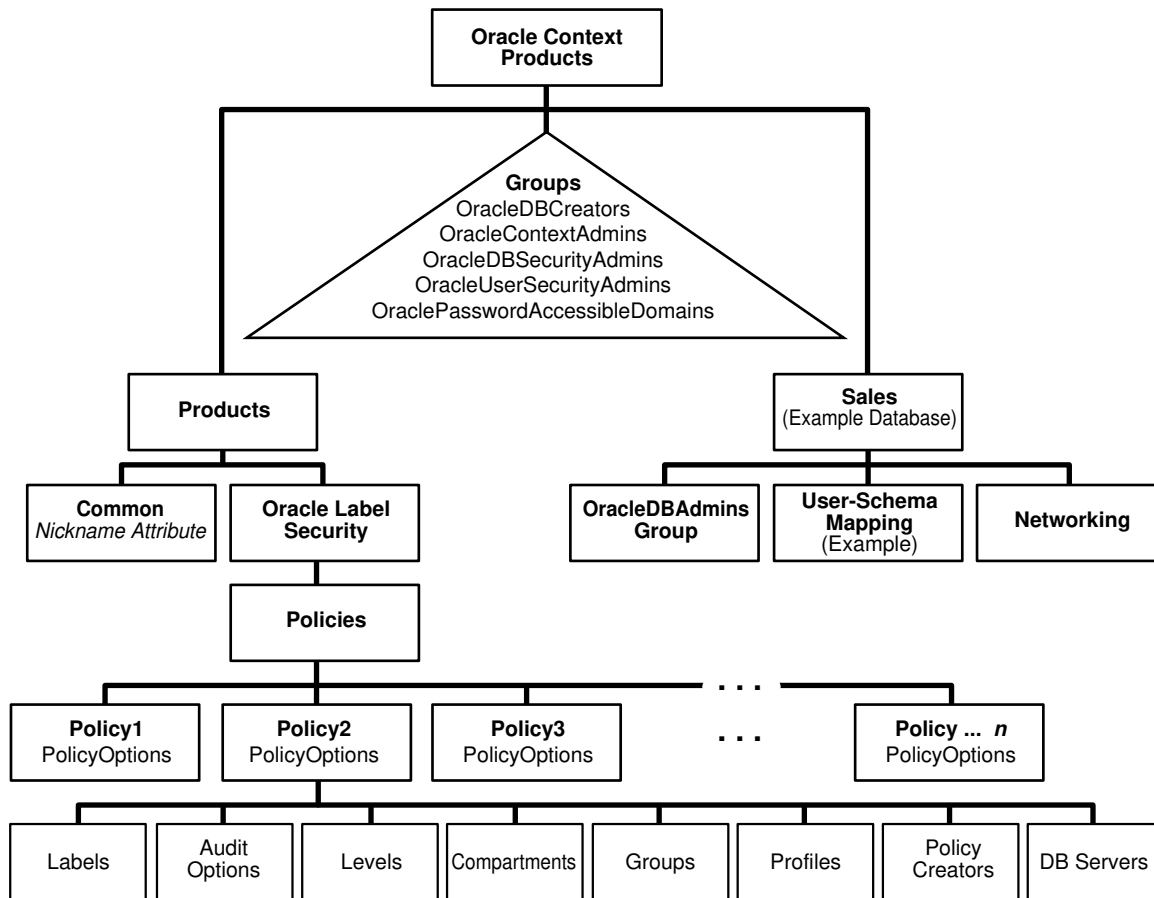 Oracle Context
Products
Groups
OracleDBCreators
OracleContextAdmins
OracleDBSecurityAdmins
OracleUserSecurityAdmins
OraclePasswordAccessibleDomains
Products
Sales
(Example Database)
Common
Nickname Attribute
Oracle Label
Security
OracleDBAdmins
Group
User-Schema
Mapping
(Example)
Networking
Policies
. . .
Policy1
PolicyOptions
Policy2
PolicyOptions
Policy3
PolicyOptions
. . .
Policy ... n
PolicyOptions
Labels
Audit
Options
Levels
Compartments
Groups
Profiles
Policy
Creators
DB Servers